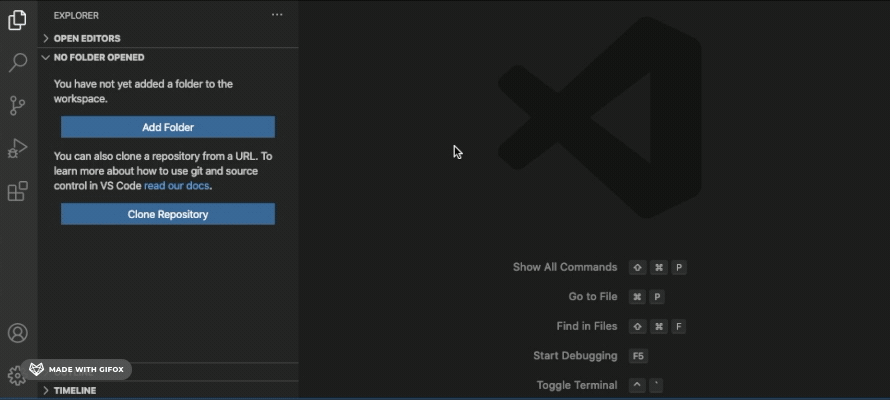 EXPLORER
OPEN EDITORS
NO FOLDER OPENED
You have not yet added a folder to the
workspace.
Add Folder
You can also clone a repository from a URL. To
learn more about how to use git and source
control in VS Code read our docs.
Clone Repository
MADE WITH GIFOX
TIMELINE
Show All Commands ⇧ ⌘ P
Go to File ⌘ P
Find in Files ⇧ ⌘ F
Start Debugging F5
Toggle Terminal ^ `